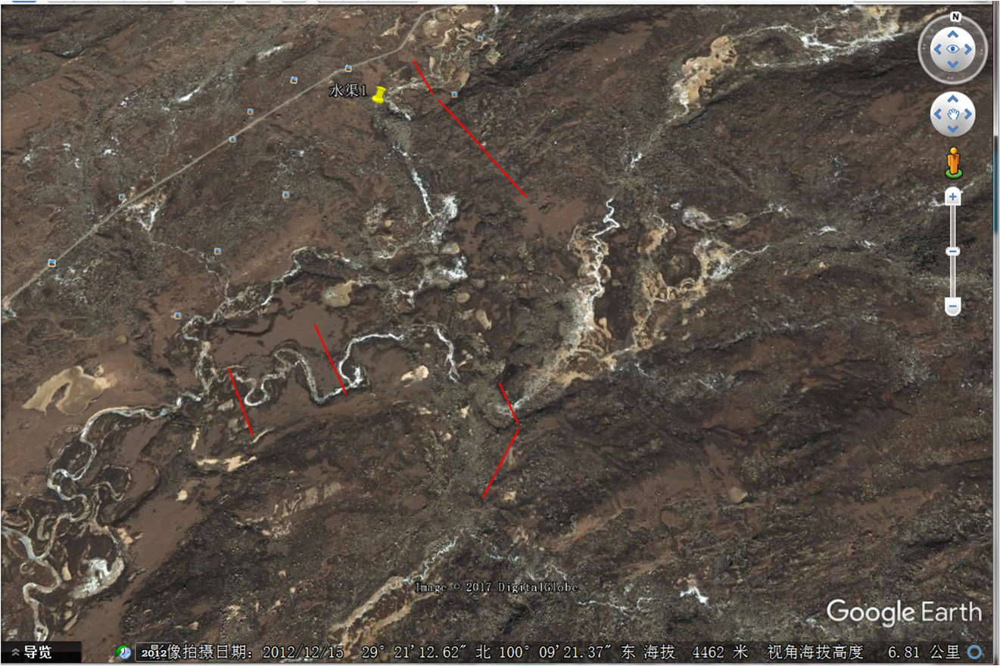 N
水渠1
Image © 2017 DigitalGlobe
Google Earth
导览
2012
影像拍摄日期: 2012/12/15 29° 21'12.62" 北 100° 09'21.37" 东 海拔 4462 米 视角海拔高度 6.81 公里